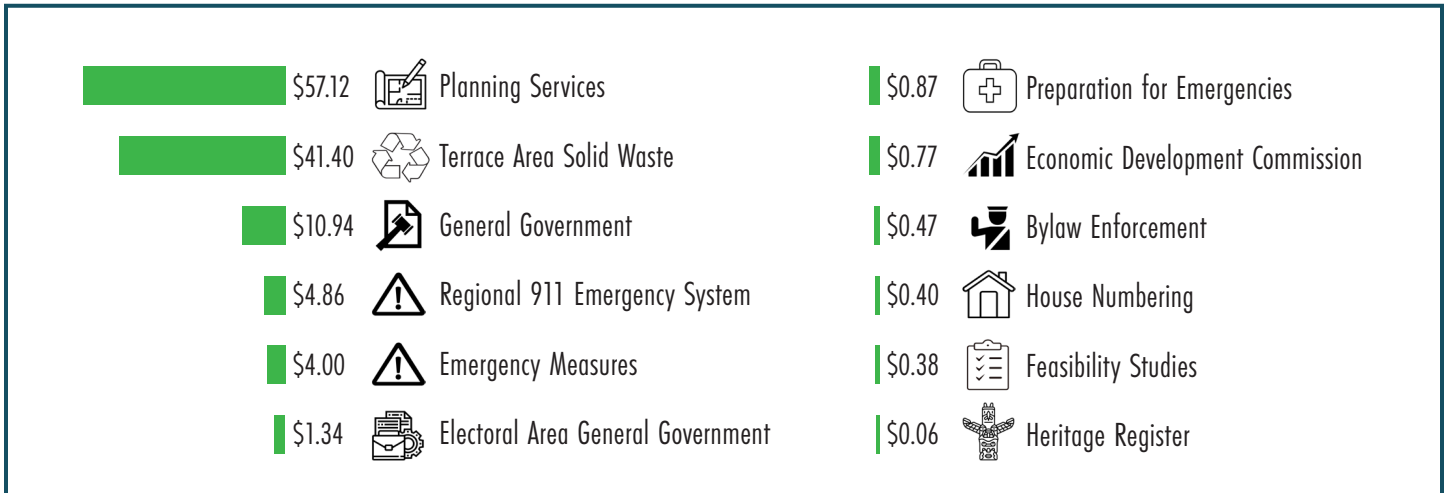 $57.12 Planning Services
$41.40 Terrace Area Solid Waste
$10.94 General Government
$4.86 Regional 911 Emergency System
$4.00 Emergency Measures
$1.34 Electoral Area General Government
$0.87 Preparation for Emergencies
$0.77 Economic Development Commission
$0.47 Bylaw Enforcement
$0.40 House Numbering
$0.38 Feasibility Studies
$0.06 Heritage Register